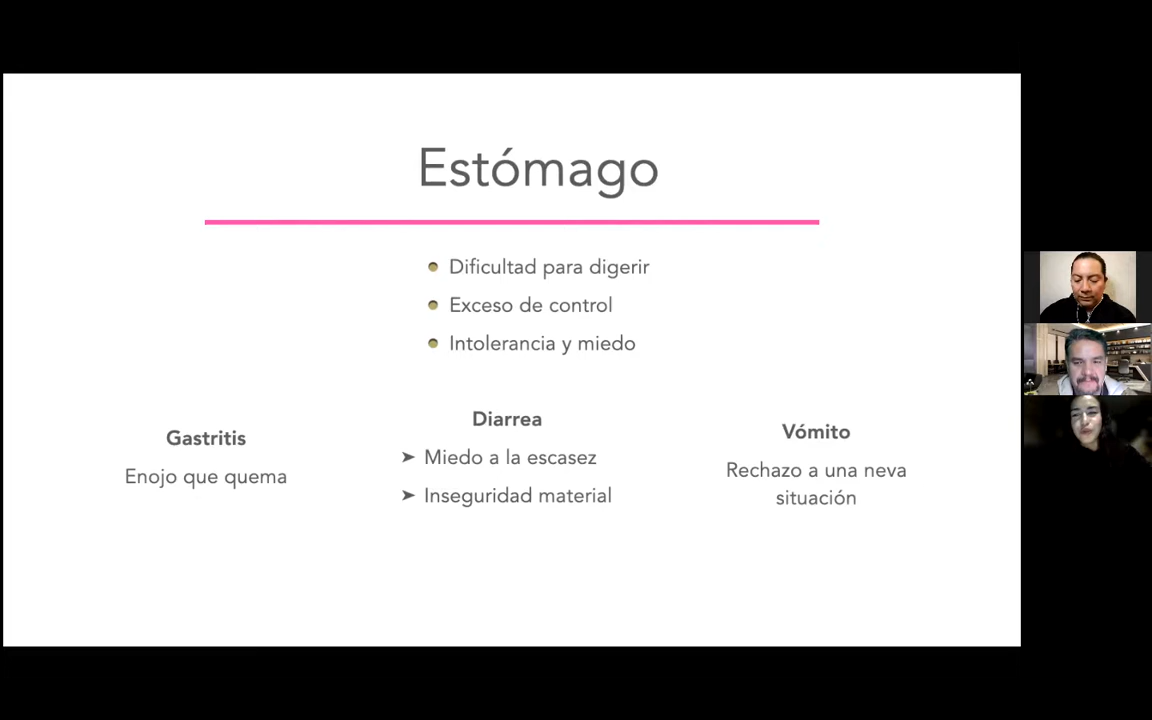 Estómago
Dificultad para digerir
Exceso de control
Intolerancia y miedo
Gastritis
Enojo que quema
Diarrea
Miedo a la escasez
Inseguridad material
Vómito
Rechazo a una neva
situación